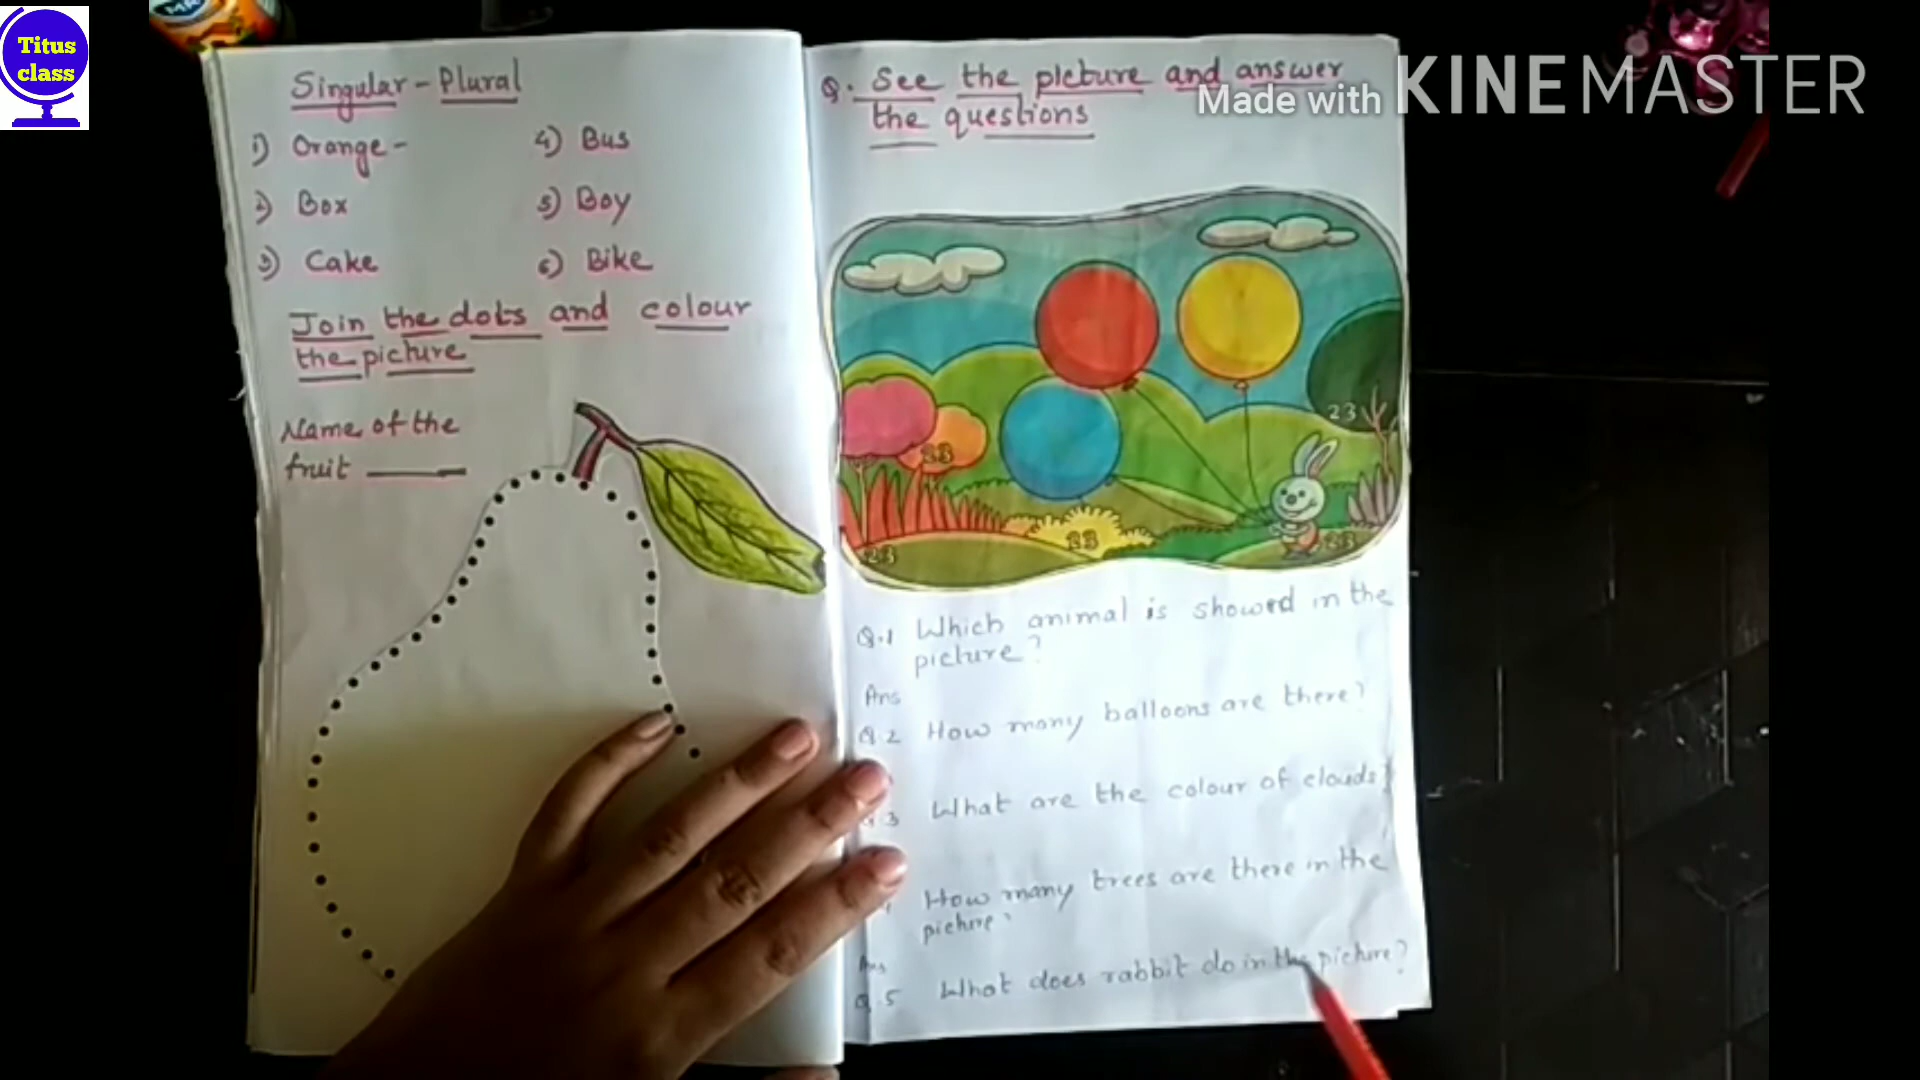 Titus
class
Singular - Plural
1) Orange -
2) Box
3) Cake
4) Bus
5) Boy
6) Bike
Join the dots and colour
the picture
Name of the
fruit
Q. See the picture and answer
the questions
Made with KINEMASTER
23
23
23
23
23
Q.1 Which animal is showed in the
picture?
Ans
Q.2 How many balloons are there?
3 What are the colour of clouds?
How many trees are there in the
picture?
Ans
Q.5 What does rabbit do in the picture?